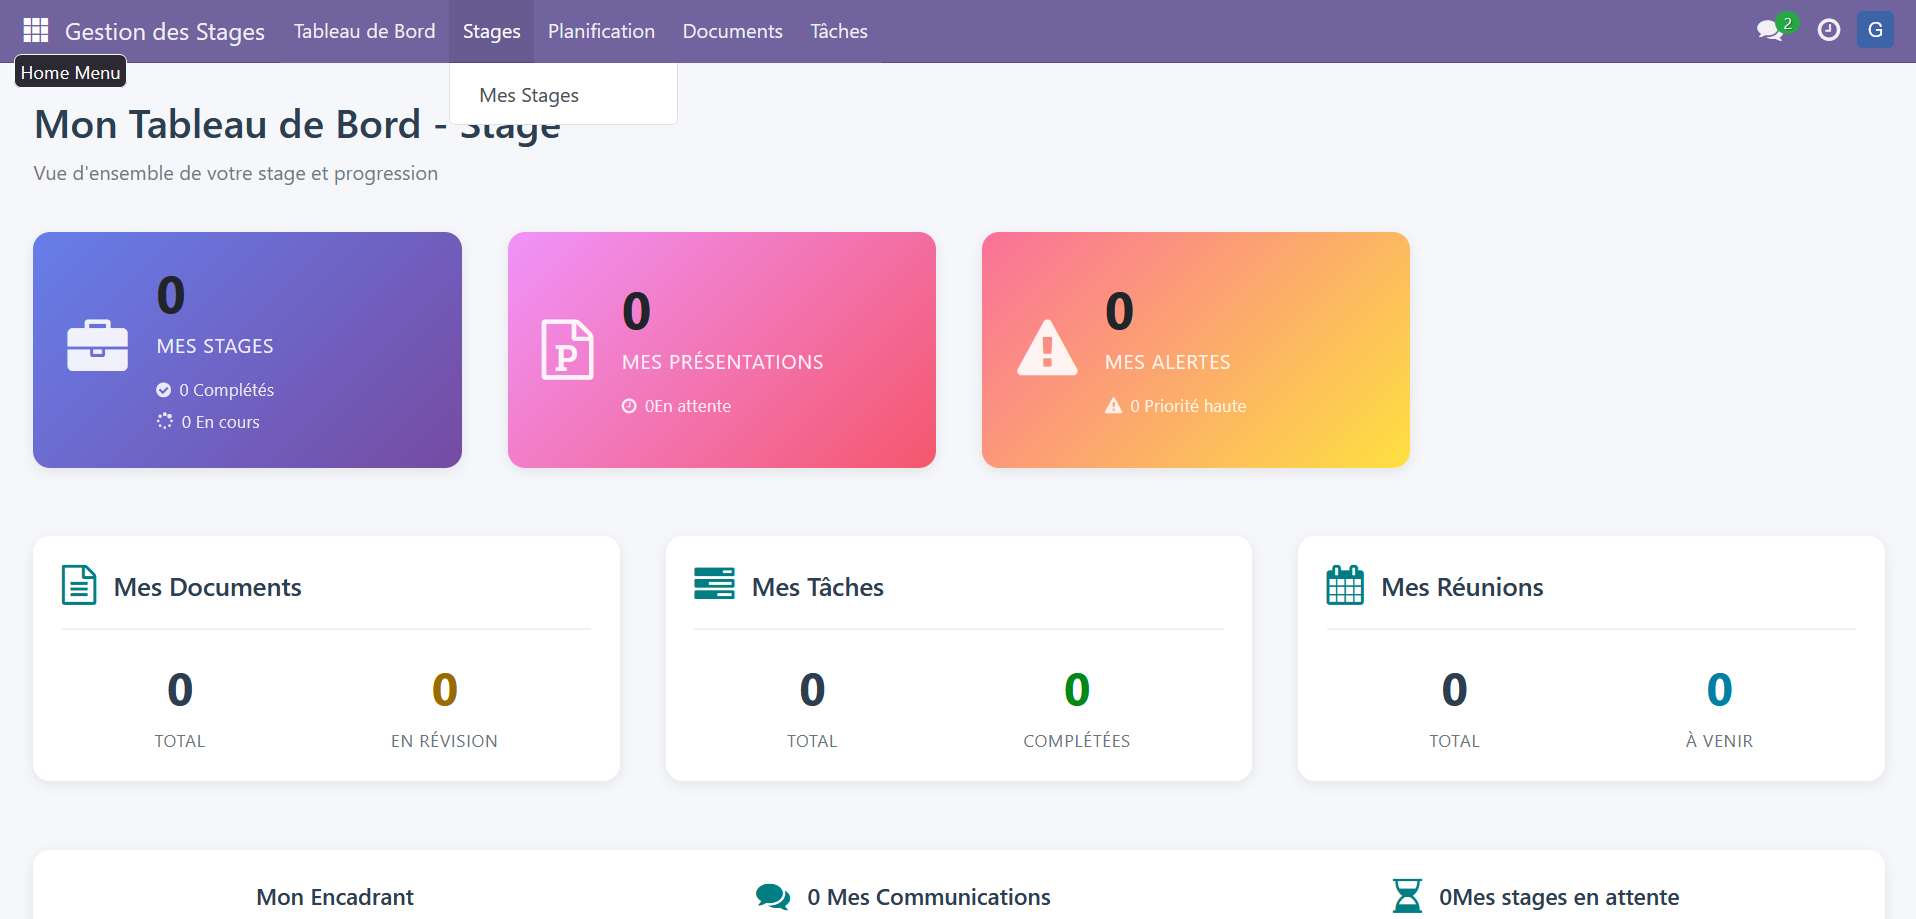 Gestion des Stages
Tableau de Bord
Stages
Planification
Documents
Tâches
2
G
Home Menu
Mes Stages
Mon Tableau de Bord - Stage
Vue d'ensemble de votre stage et progression
0
MES STAGES
0 Complétés
0 En cours
0
MES PRÉSENTATIONS
0En attente
0
MES ALERTES
0 Priorité haute
Mes Documents
0
TOTAL
0
EN RÉVISION
Mes Tâches
0
TOTAL
0
COMPLÉTÉES
Mes Réunions
0
TOTAL
0
À VENIR
Mon Encadrant
0 Mes Communications
0Mes stages en attente